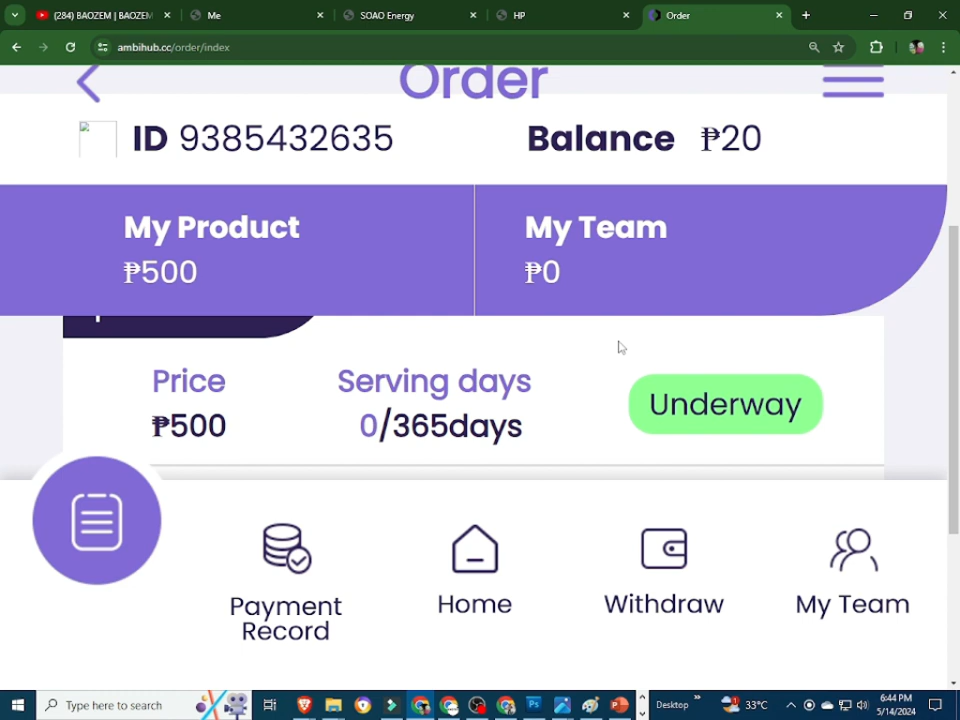 (284) BAOZEM | BAOZEM
Me
SOAO Energy
HP
Order
ambihub.cc/order/index
Order
ID 9385432635
Balance ₱20
My Product
₱500
My Team
₱0
Price
₱500
Serving days
0/365days
Underway
Payment
Record
Home
Withdraw
My Team
Type here to search
Desktop
33°C
6:44 PM
5/14/2024